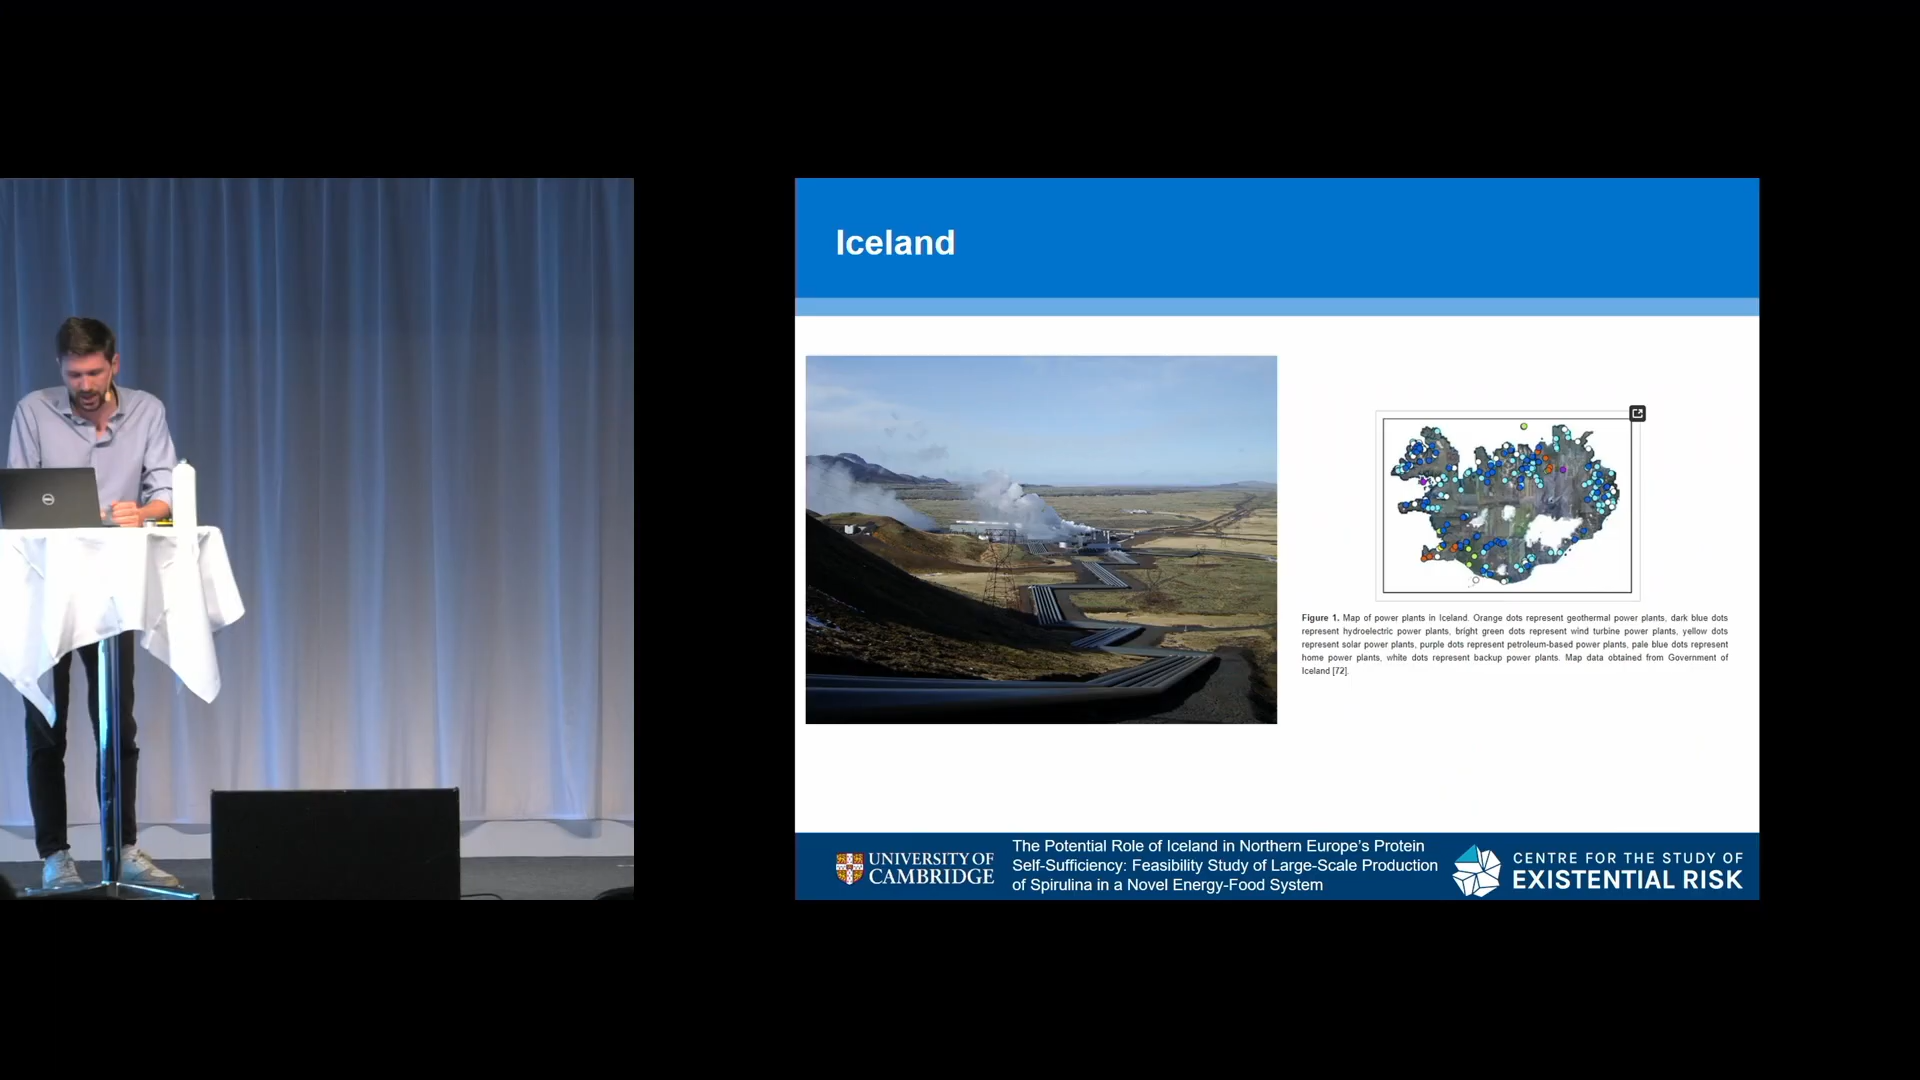 Iceland
Figure 1. Map of power plants in Iceland. Orange dots represent geothermal power plants, dark blue dots
represent hydroelectric power plants, bright green dots represent wind turbine power plants, yellow dots
represent solar power plants, purple dots represent petroleum-based power plants, pale blue dots represent
home power plants, white dots represent backup power plants. Map data obtained from Government of
Iceland [72].
UNIVERSITY OF
CAMBRIDGE
The Potential Role of Iceland in Northern Europe’s Protein
Self-Sufficiency: Feasibility Study of Large-Scale Production
of Spirulina in a Novel Energy-Food System
CENTRE FOR THE STUDY OF
EXISTENTIAL RISK
DELL